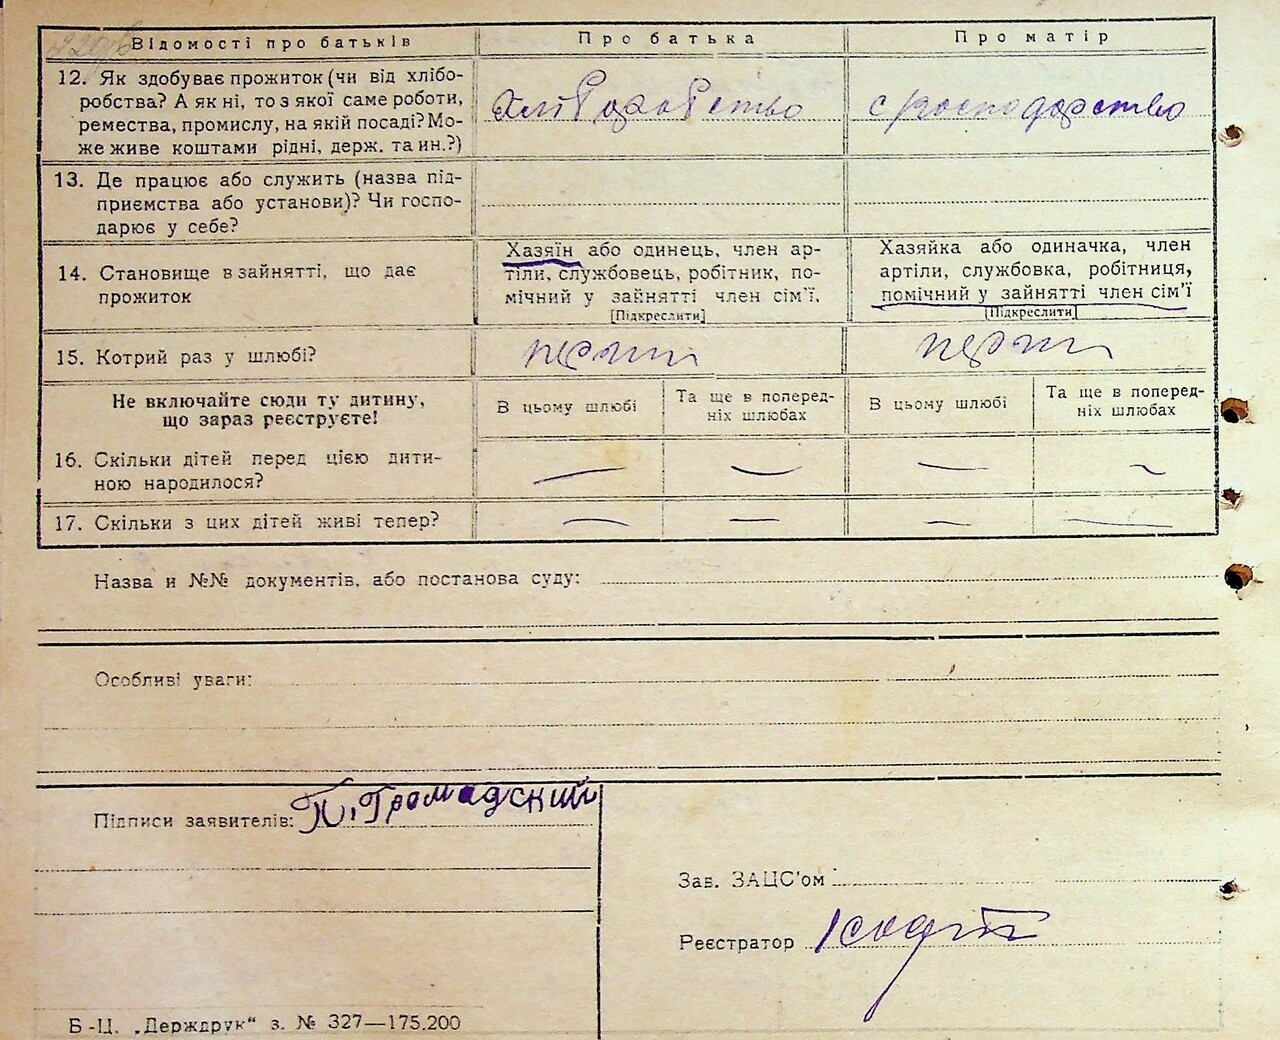 Відомості про батьків Про батька Про матір
12. Як здобуває прожиток (чи від хлібо-
робства? А як ні, то з якої саме роботи,
ремества, промислу, на якій посаді? Мо-
же живе коштами рідні, держ. та ин.?)
Хліборобство
господарство
13. Де працює або служить (назва під-
приємства або установи)? Чи госпо-
дарює у себе?
14. Становище в зайнятті, що дає
прожиток
Хазяїн або одинець, член ар-
тіли, службовець, робітник, по-
мічний у зайнятті член сім'ї.
[Підкреслити]
Хазяйка або одиначка, член
артіли, службовка, робітниця,
помічний у зайнятті член сім'ї
[Підкреслити]
15. Котрий раз у шлюбі?
Не включайте сюди ту дитину,
що зараз реєструєте!
В цьому шлюбі
Та ще в поперед-
ніх шлюбах
В цьому шлюбі
Та ще в поперед-
ніх шлюбах
16. Скільки дітей перед цією дити-
ною народилося?
— — — —
17. Скільки з цих дітей живі тепер?
— — — —
Назва и №№ документів, або постанова суду:
Особливі уваги:
Підписи заявителів: П. Громадский
Зав. ЗАЦС'ом
Реєстратор
Б-Ц. „Держдрук" з. № 327—175.200